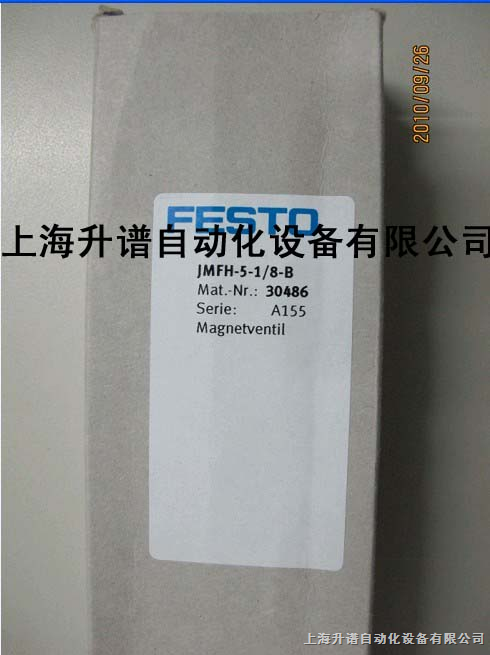 2010/09/26
FESTO
上海升谱自动化设备有限公司
JMFH-5-1/8-B
Mat.-Nr.: 30486
Serie: A155
Magnetventil
上海升谱自动化设备有限公司